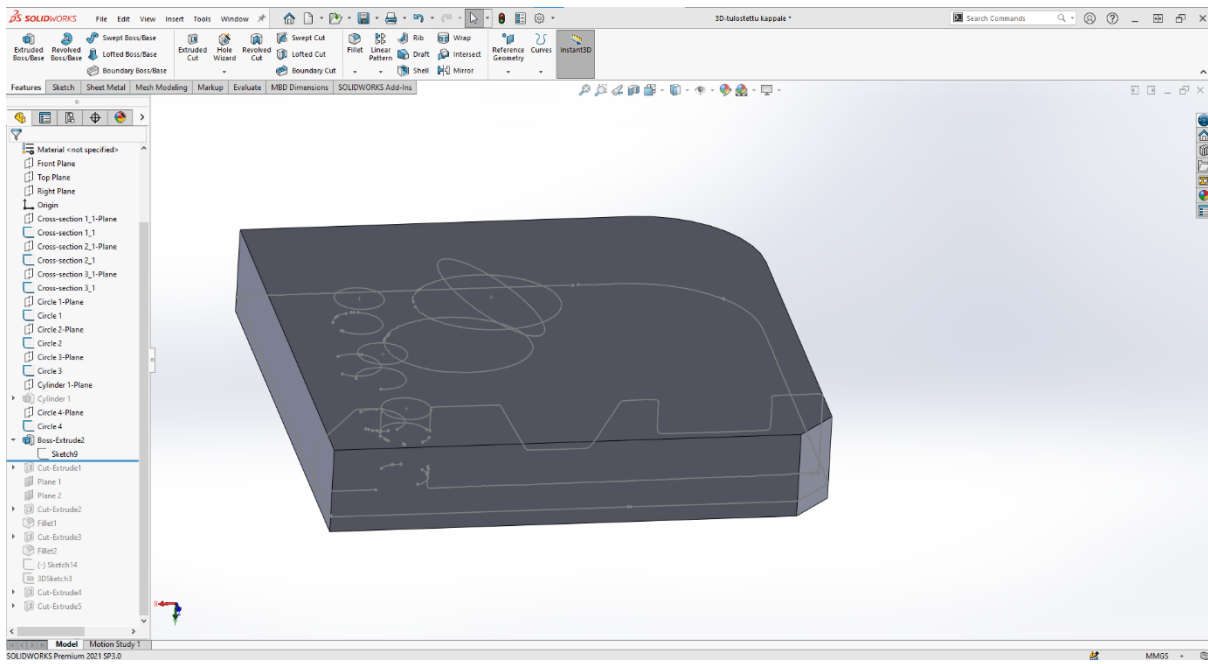 SOLIDWORKS File Edit View Insert Tools Window 3D-tulostettu kappale * Search Commands
Extruded Boss/Base
Revolved Boss/Base
Swept Boss/Base
Lofted Boss/Base
Boundary Boss/Base
Extruded Cut
Hole Wizard
Revolved Cut
Swept Cut
Lofted Cut
Boundary Cut
Fillet
Linear Pattern
Rib
Draft
Shell
Wrap
Intersect
Mirror
Reference Geometry
Curves
Instant3D
Features Sketch Sheet Metal Mesh Modeling Markup Evaluate MBD Dimensions SOLIDWORKS Add-Ins
Material <not specified>
Front Plane
Top Plane
Right Plane
Origin
Cross-section 1_1-Plane
Cross-section 1_1
Cross-section 2_1-Plane
Cross-section 2_1
Cross-section 3_1-Plane
Cross-section 3_1
Circle 1-Plane
Circle 1
Circle 2-Plane
Circle 2
Circle 3-Plane
Circle 3
Cylinder 1-Plane
Cylinder 1
Circle 4-Plane
Circle 4
Boss-Extrude2
Sketch9
Cut-Extrude1
Plane 1
Plane 2
Cut-Extrude2
Fillet1
Cut-Extrude3
Fillet2
(-) Sketch14
3DSketch3
Cut-Extrude4
Cut-Extrude5
Model Motion Study 1
SOLIDWORKS Premium 2021 SP3.0 MMGS